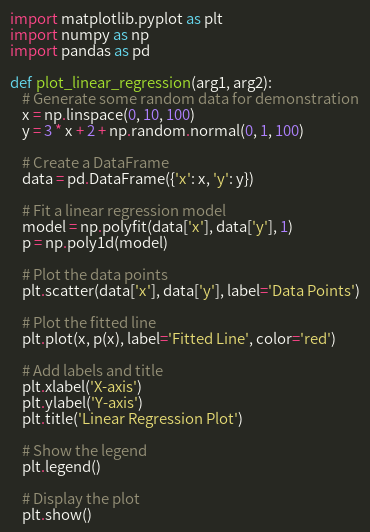 import matplotlib.pyplot as plt
import numpy as np
import pandas as pd

def plot_linear_regression(arg1, arg2):
    # Generate some random data for demonstration
    x = np.linspace(0, 10, 100)
    y = 3 * x + 2 + np.random.normal(0, 1, 100)

    # Create a DataFrame
    data = pd.DataFrame({'x': x, 'y': y})

    # Fit a linear regression model
    model = np.polyfit(data['x'], data['y'], 1)
    p = np.poly1d(model)

    # Plot the data points
    plt.scatter(data['x'], data['y'], label='Data Points')

    # Plot the fitted line
    plt.plot(x, p(x), label='Fitted Line', color='red')

    # Add labels and title
    plt.xlabel('X-axis')
    plt.ylabel('Y-axis')
    plt.title('Linear Regression Plot')

    # Show the legend
    plt.legend()

    # Display the plot
    plt.show()